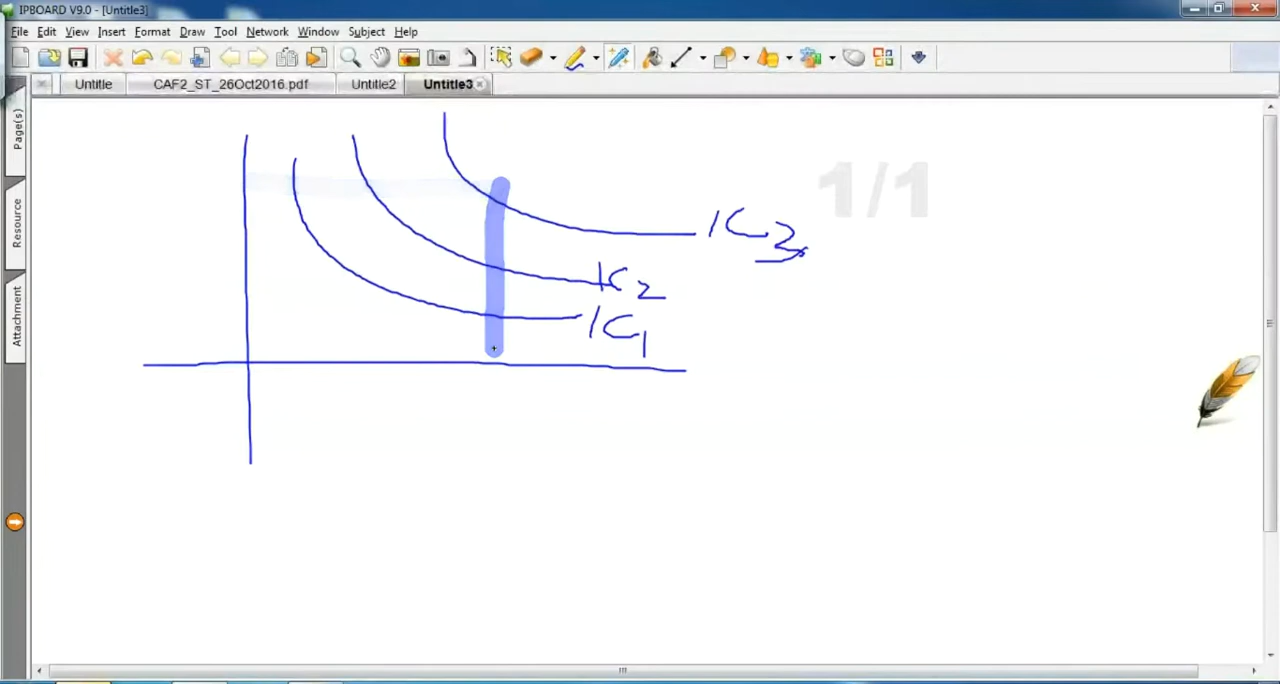 IPBOARD V9.0 - [Untitle3]
File Edit View Insert Format Draw Tool Network Window Subject Help
Untitle CAF2_ST_26Oct2016.pdf Untitle2 Untitle3
Page(s)
Resource
Attachment
1/1
IC3
IC2
IC1